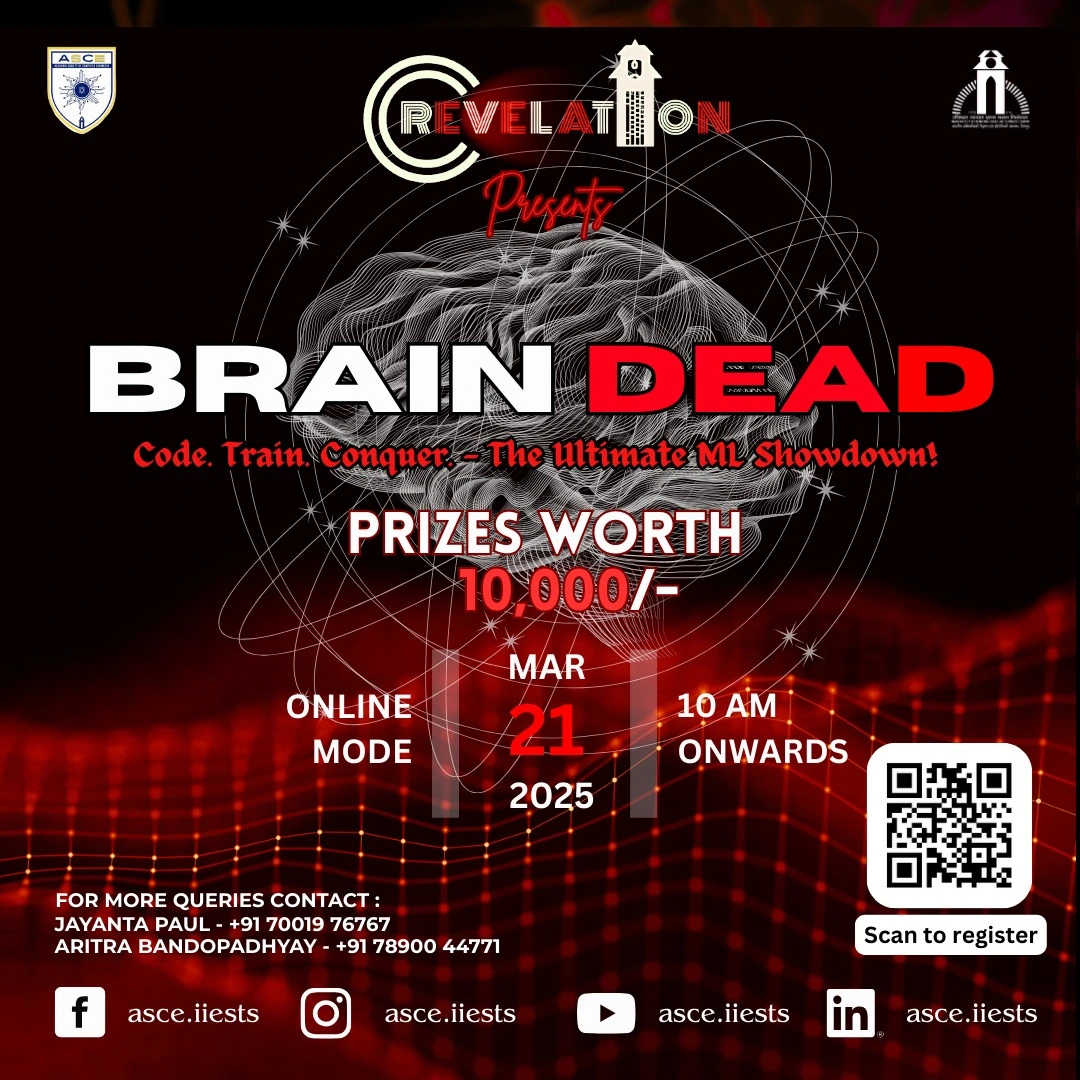 ASCE
REVELATION
Presents
BRAIN DEAD
Code. Train. Conquer. - The Ultimate ML Showdown!
PRIZES WORTH
10,000/-
ONLINE
MODE
MAR
21
2025
10 AM
ONWARDS
FOR MORE QUERIES CONTACT :
JAYANTA PAUL - +91 70019 76767
ARITRA BANDOPADHYAY - +91 78900 44771
Scan to register
asce.iiests asce.iiests asce.iiests asce.iiests